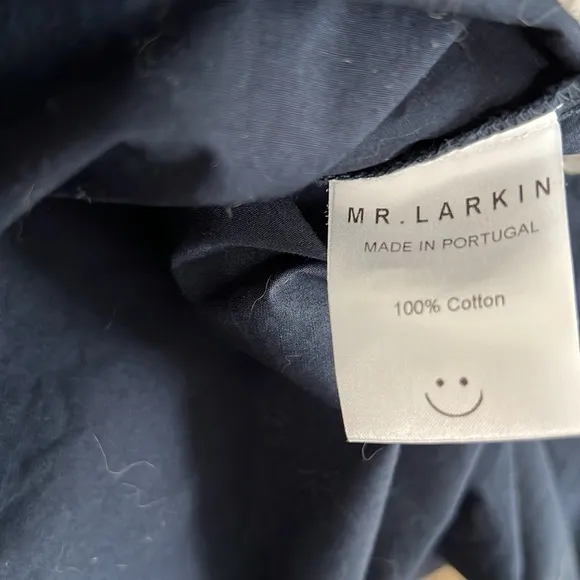 MR. LARKIN
MADE IN PORTUGAL
100% Cotton